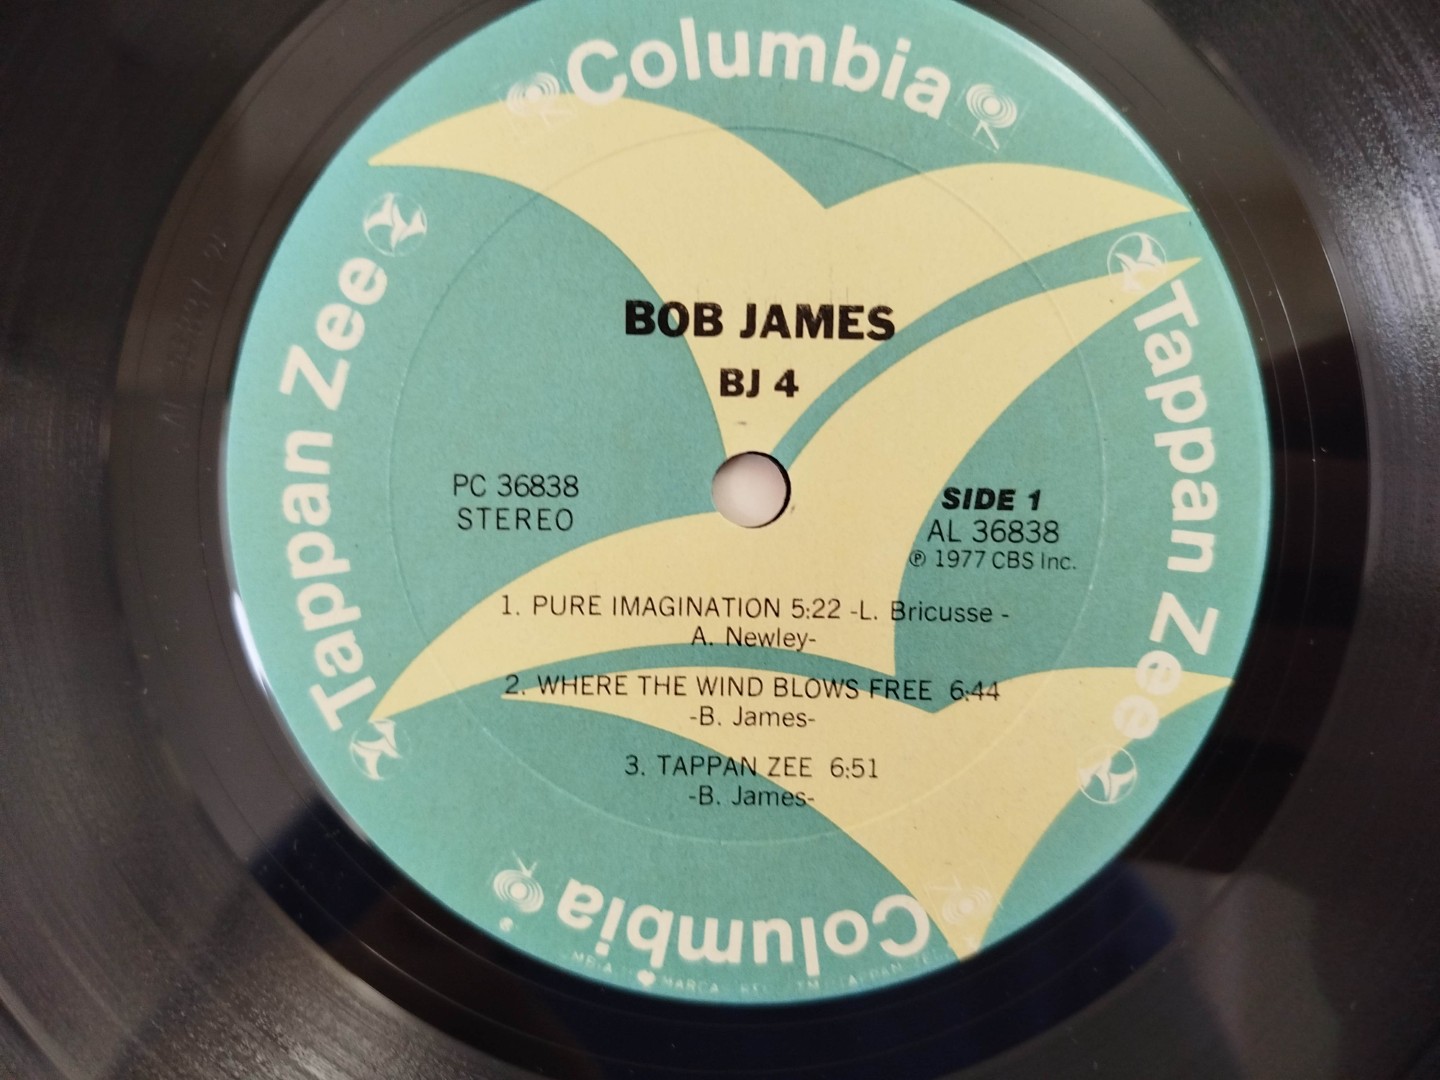 Columbia
Tappan Zee
Tappan Zee
BOB JAMES
BJ 4
PC 36838
STEREO
SIDE 1
AL 36838
℗ 1977 CBS Inc.
1. PURE IMAGINATION 5:22 -L. Bricusse -
A. Newley-
2. WHERE THE WIND BLOWS FREE 6:44
-B. James-
3. TAPPAN ZEE 6:51
-B. James-
Columbia
MARCA